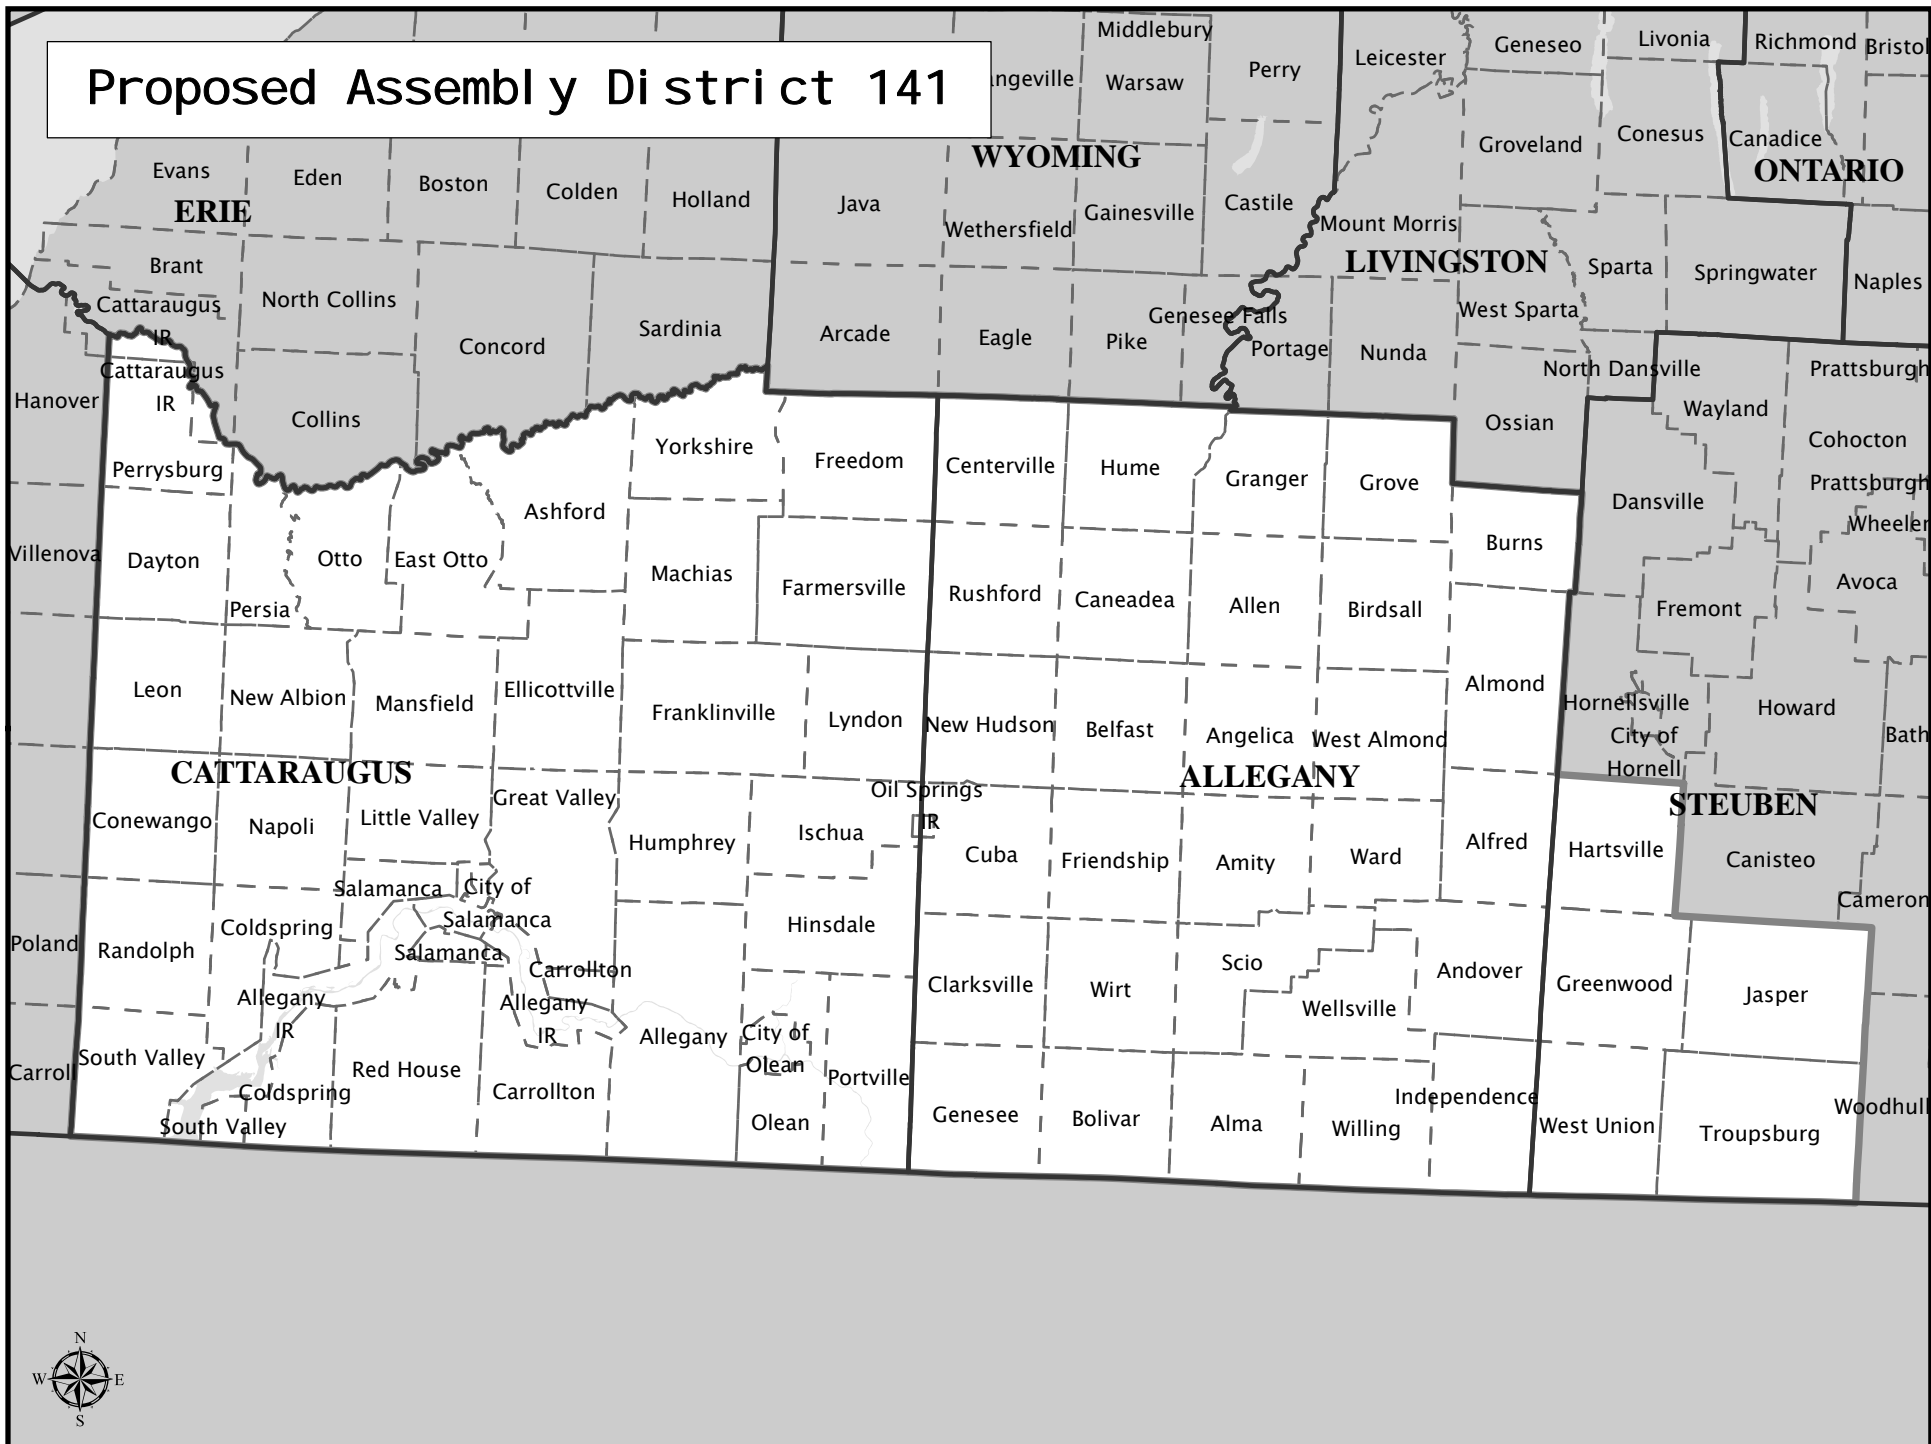 Proposed Assembly District 141
Middlebury
Leicester
Geneseo
Livonia
Richmond
Bristol
angeville
Warsaw
Perry
Groveland
Conesus
Canadice
WYOMING
ONTARIO
Evans
Eden
Boston
Colden
Holland
Java
Wethersfield
Gainesville
Castile
Mount Morris
ERIE
LIVINGSTON
Sparta
Springwater
Naples
Brant
North Collins
Cattaraugus
IR
Concord
Sardinia
Arcade
Eagle
Pike
Genesee Falls
Portage
Nunda
West Sparta
North Dansville
Prattsburgh
Cattaraugus
IR
Hanover
Collins
Ossian
Wayland
Cohocton
Prattsburgh
Wheeler
Perrysburg
Yorkshire
Freedom
Centerville
Hume
Granger
Grove
Dansville
Ashford
Burns
Villenova
Dayton
Otto
East Otto
Machias
Farmersville
Rushford
Caneadea
Allen
Birdsall
Fremont
Avoca
Persia
Leon
New Albion
Mansfield
Ellicottville
Franklinville
Lyndon
New Hudson
Belfast
Angelica
West Almond
Almond
Hornellsville
City of
Hornell
Howard
Bath
CATTARAUGUS
ALLEGANY
STEUBEN
Conewango
Napoli
Little Valley
Great Valley
Humphrey
Ischua
Oil Springs
IR
Cuba
Friendship
Amity
Ward
Alfred
Hartsville
Canisteo
Cameron
Salamanca
City of
Salamanca
Salamanca
Poland
Randolph
Coldspring
Carrollton
Hinsdale
Clarksville
Wirt
Scio
Wellsville
Andover
Greenwood
Jasper
Allegany
IR
Allegany
IR
Allegany
City of
Olean
Portville
Carroll
South Valley
Coldspring
Red House
Carrollton
South Valley
Olean
Genesee
Bolivar
Alma
Willing
Independence
West Union
Troupsburg
Woodhull
N
W
E
S